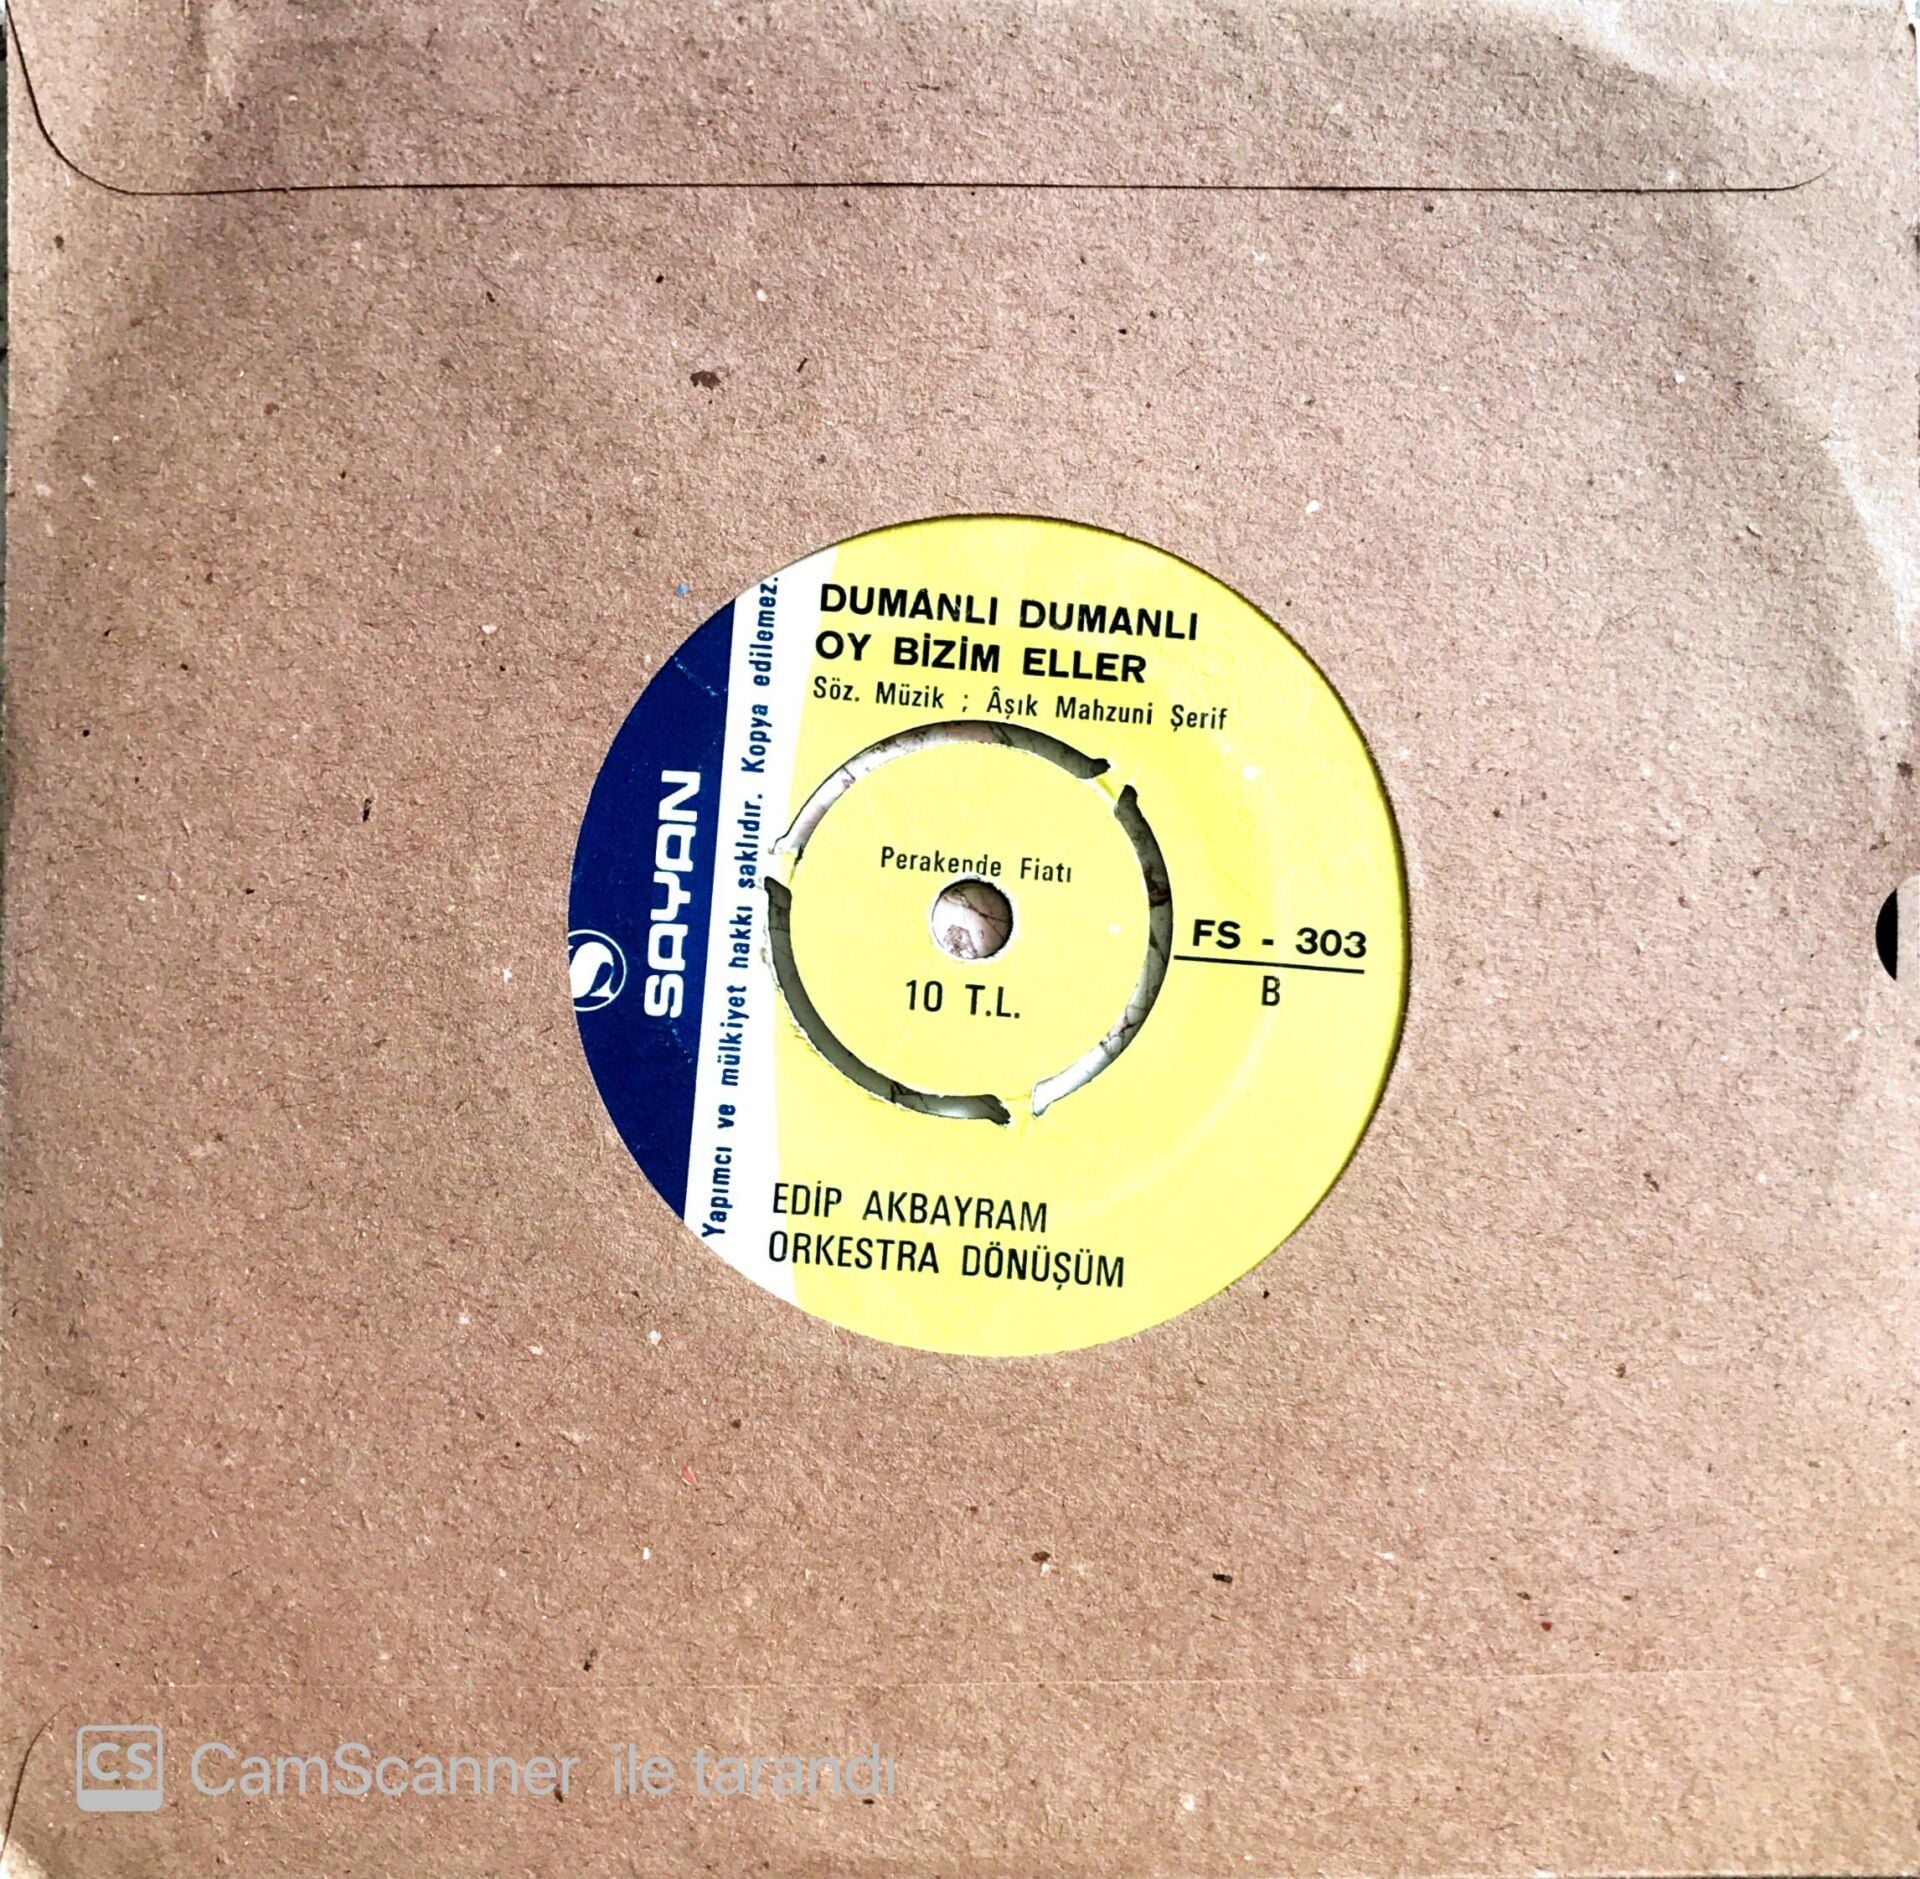 DUMANLI DUMANLI
OY BİZİM ELLER
Söz. Müzik ; Âşık Mahzuni Şerif
SAYAN
Yapımcı ve mülkiyet hakkı saklıdır. Kopya edilemez.
Perakende Fiatı
10 T.L.
FS - 303
B
EDİP AKBAYRAM
ORKESTRA DÖNÜŞÜM
CS CamScanner ile tarandı